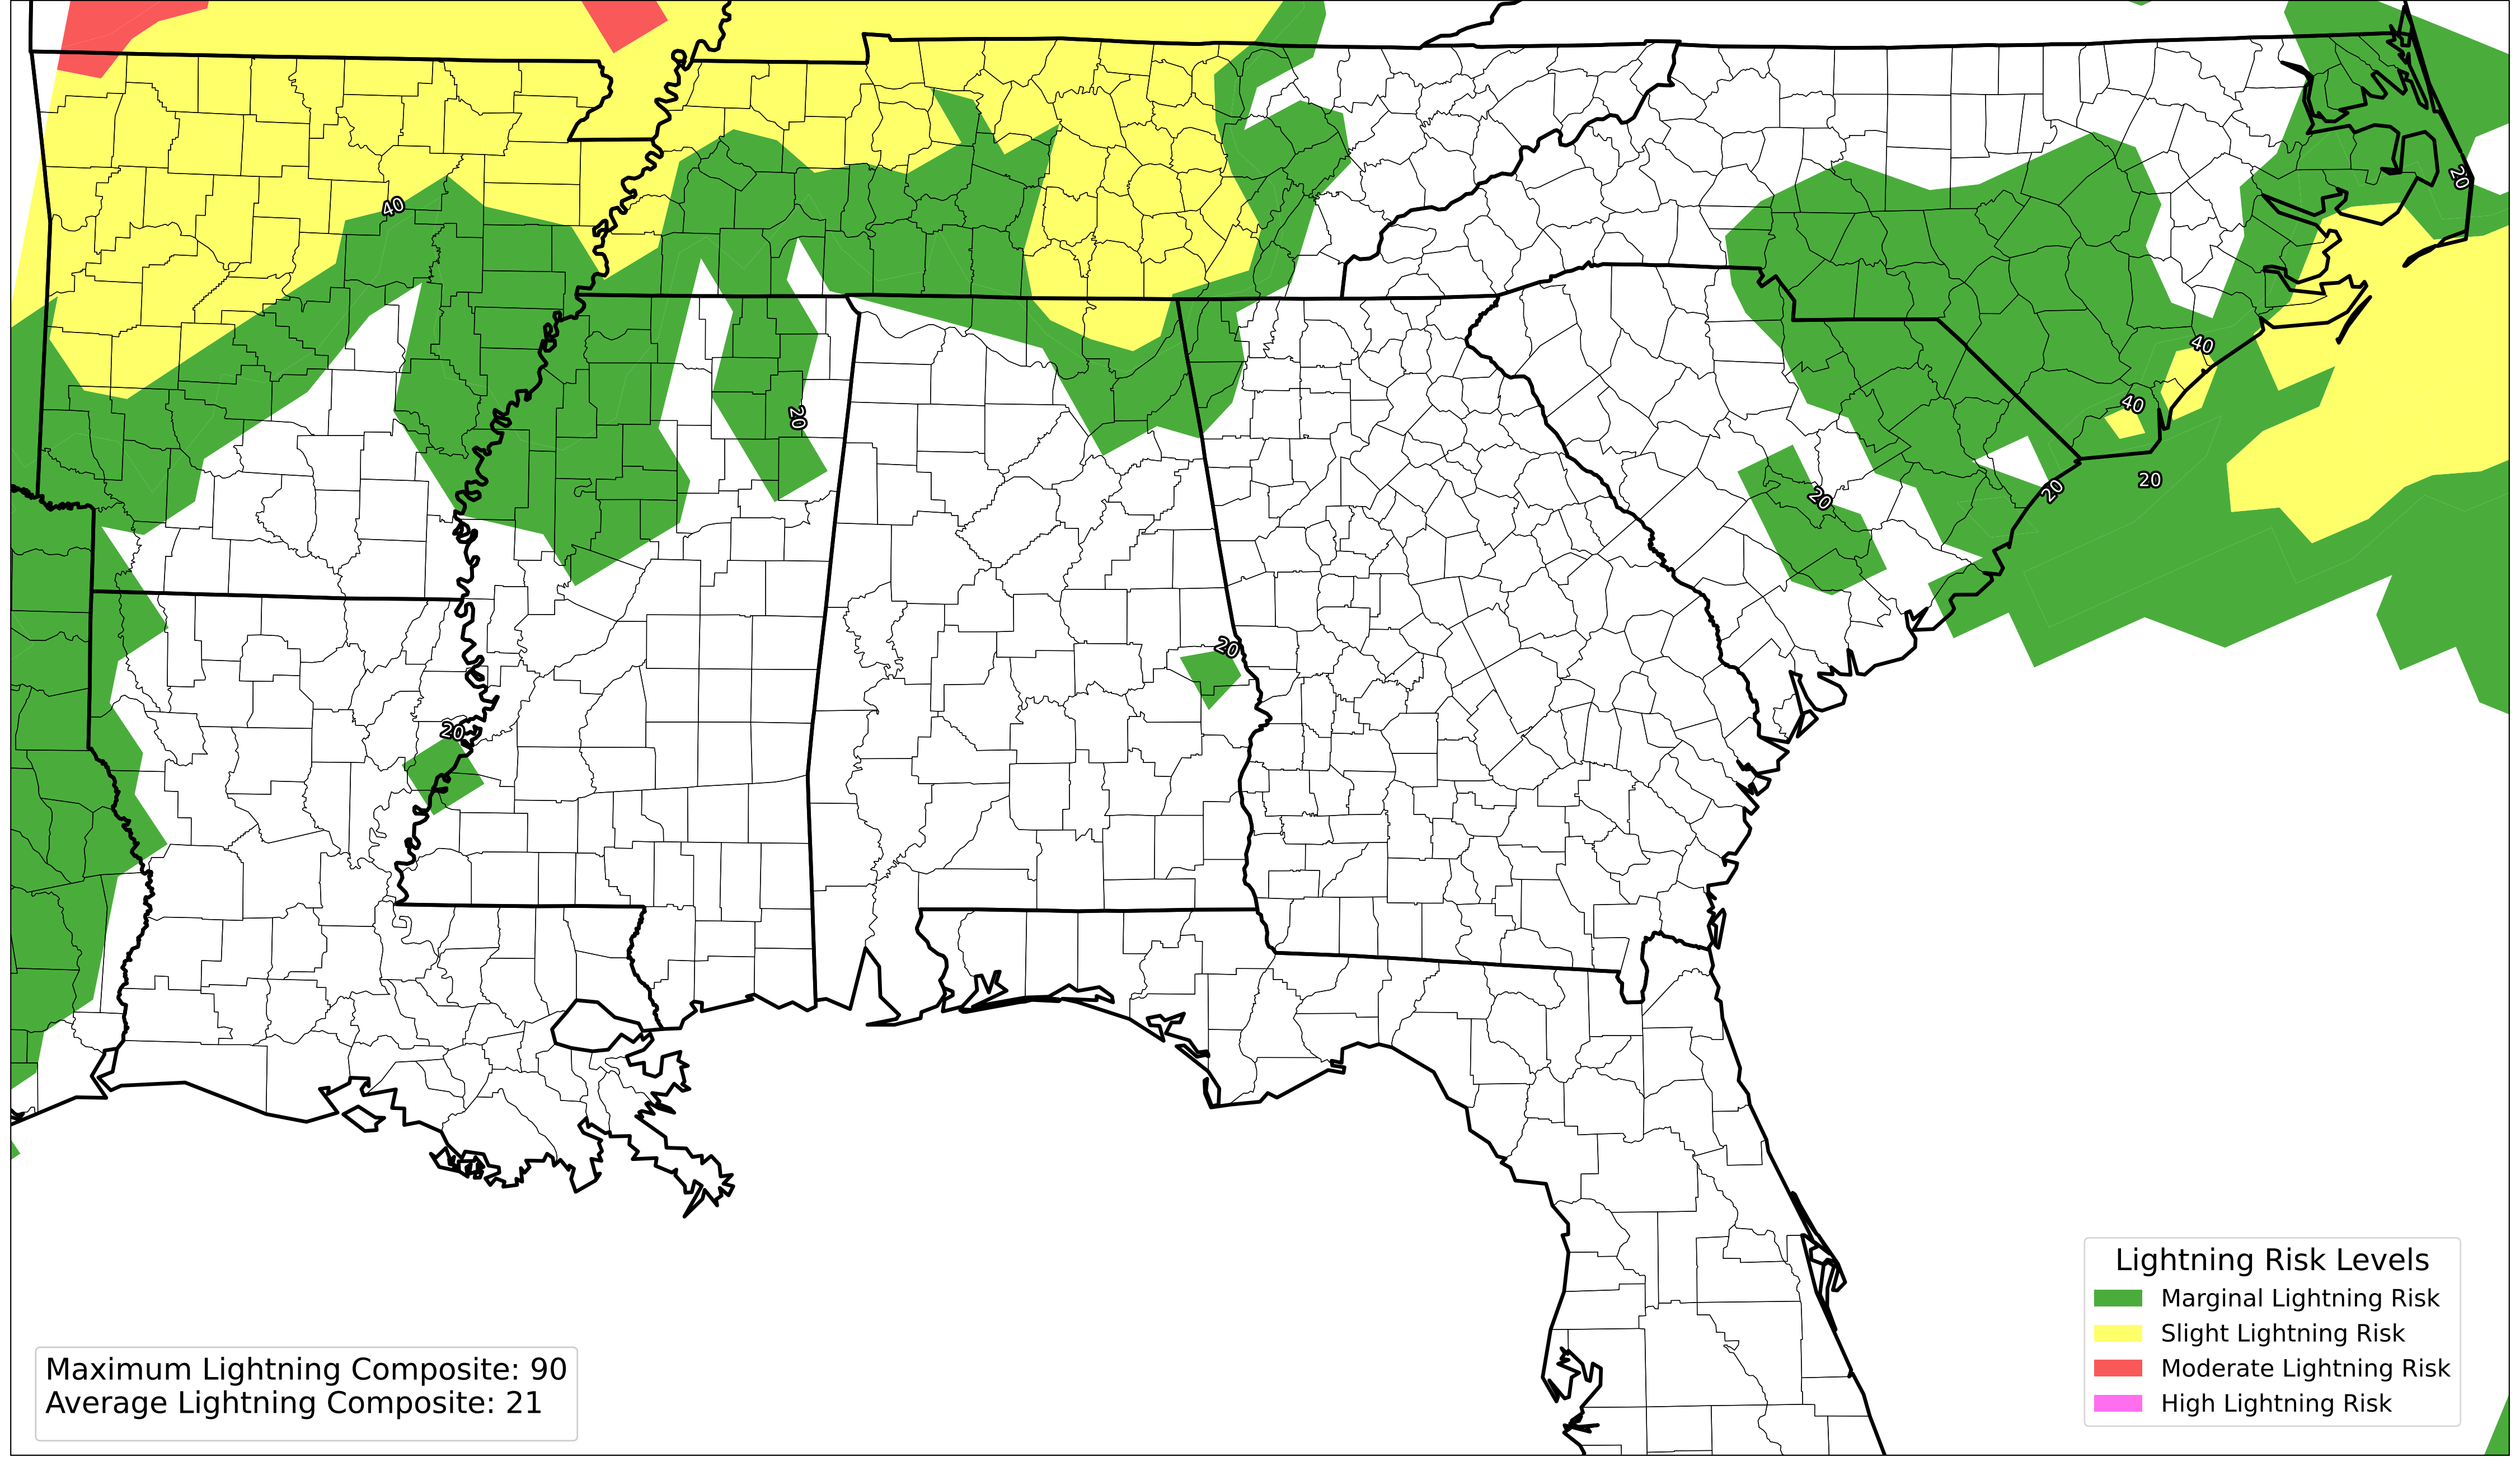 20
40
40
20
40
20
20
20
20
20
Lightning Risk Levels
Marginal Lightning Risk
Slight Lightning Risk
Moderate Lightning Risk
High Lightning Risk
Maximum Lightning Composite: 90
Average Lightning Composite: 21